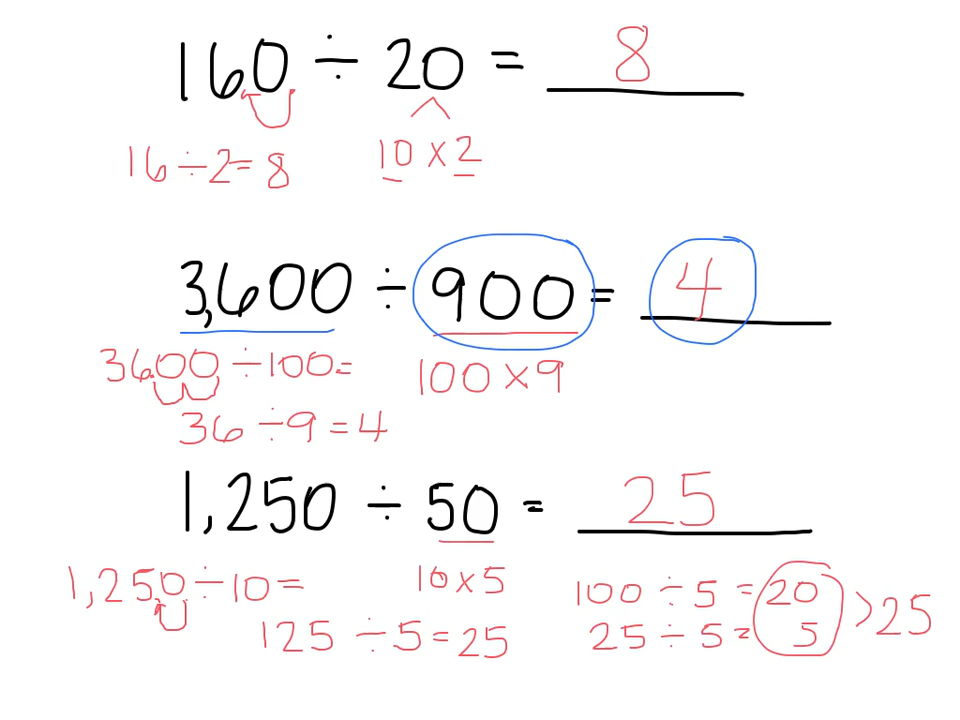 160 ÷ 20 = 8
16 ÷ 2 = 8 10 x 2
3,600 ÷ 900 = 4
3600 ÷ 100 = 100 x 9
36 ÷ 9 = 4
1,250 ÷ 50 = 25
1,250 ÷ 10 = 10 x 5 100 ÷ 5 = 20
125 ÷ 5 = 25 25 ÷ 5 = 5 > 25